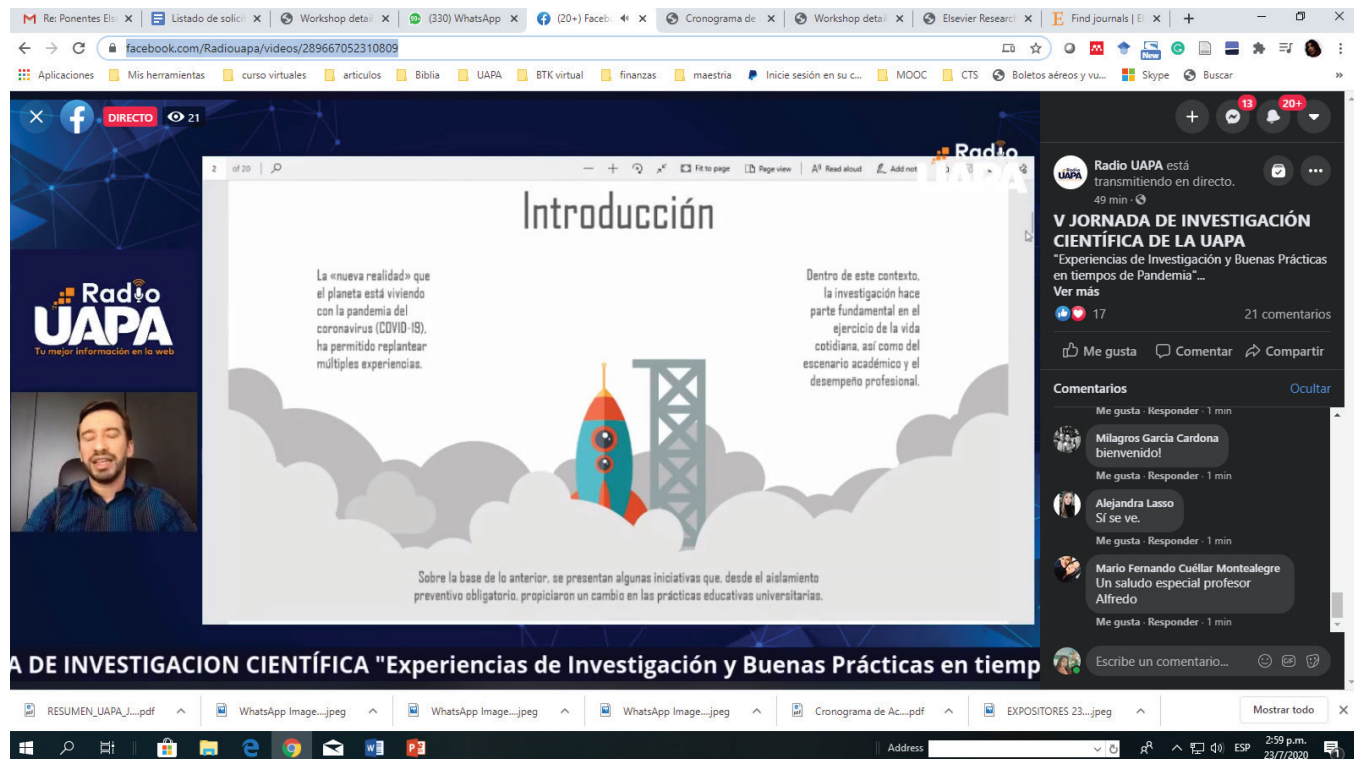 Re: Ponentes Els
Listado de solicit
Workshop detail
(330) WhatsApp
(20+) Faceb
Cronograma de
Workshop detail
Elsevier Research
Find journals | El
facebook.com/Radiouapa/videos/289667052310809
New
Aplicaciones
Mis herramientas
curso virtuales
articulos
Biblia
UAPA
BTK virtual
finanzas
maestria
Inicie sesión en su c...
MOOC
CTS
Boletos aéreos y vu...
Skype
Buscar
DIRECTO 21
2 of 20
Fit to page
Page view
Read aloud
Add not
Radio
UAPA
Introducción
La «nueva realidad» que
el planeta está viviendo
con la pandemia del
coronavirus (COVID-19),
ha permitido replantear
múltiples experiencias.
Dentro de este contexto,
la investigación hace
parte fundamental en el
ejercicio de la vida
cotidiana, así como del
escenario académico y el
desempeño profesional.
Sobre la base de lo anterior, se presentan algunas iniciativas que, desde el aislamiento
preventivo obligatorio, propiciaron un cambio en las prácticas educativas universitarias.
Radio
UAPA
Tu mejor información en la web
A DE INVESTIGACION CIENTÍFICA "Experiencias de Investigación y Buenas Prácticas en tiemp
13
20+
UAPA
Radio UAPA está
transmitiendo en directo.
49 min ·
V JORNADA DE INVESTIGACIÓN
CIENTÍFICA DE LA UAPA
"Experiencias de Investigación y Buenas Prácticas
en tiempos de Pandemia"...
Ver más
17
21 comentarios
Me gusta
Comentar
Compartir
Comentarios
Ocultar
Me gusta · Responder · 1 min
Milagros Garcia Cardona
bienvenido!
Me gusta · Responder · 1 min
Alejandra Lasso
Sí se ve.
Me gusta · Responder · 1 min
Mario Fernando Cuéllar Montealegre
Un saludo especial profesor
Alfredo
Me gusta · Responder · 1 min
Escribe un comentario...
GIF
RESUMEN_UAPA_J....pdf
WhatsApp Image....jpeg
WhatsApp Image....jpeg
WhatsApp Image....jpeg
Cronograma de Ac....pdf
EXPOSITORES 23...jpeg
Mostrar todo
Address
ESP
2:59 p.m.
23/7/2020